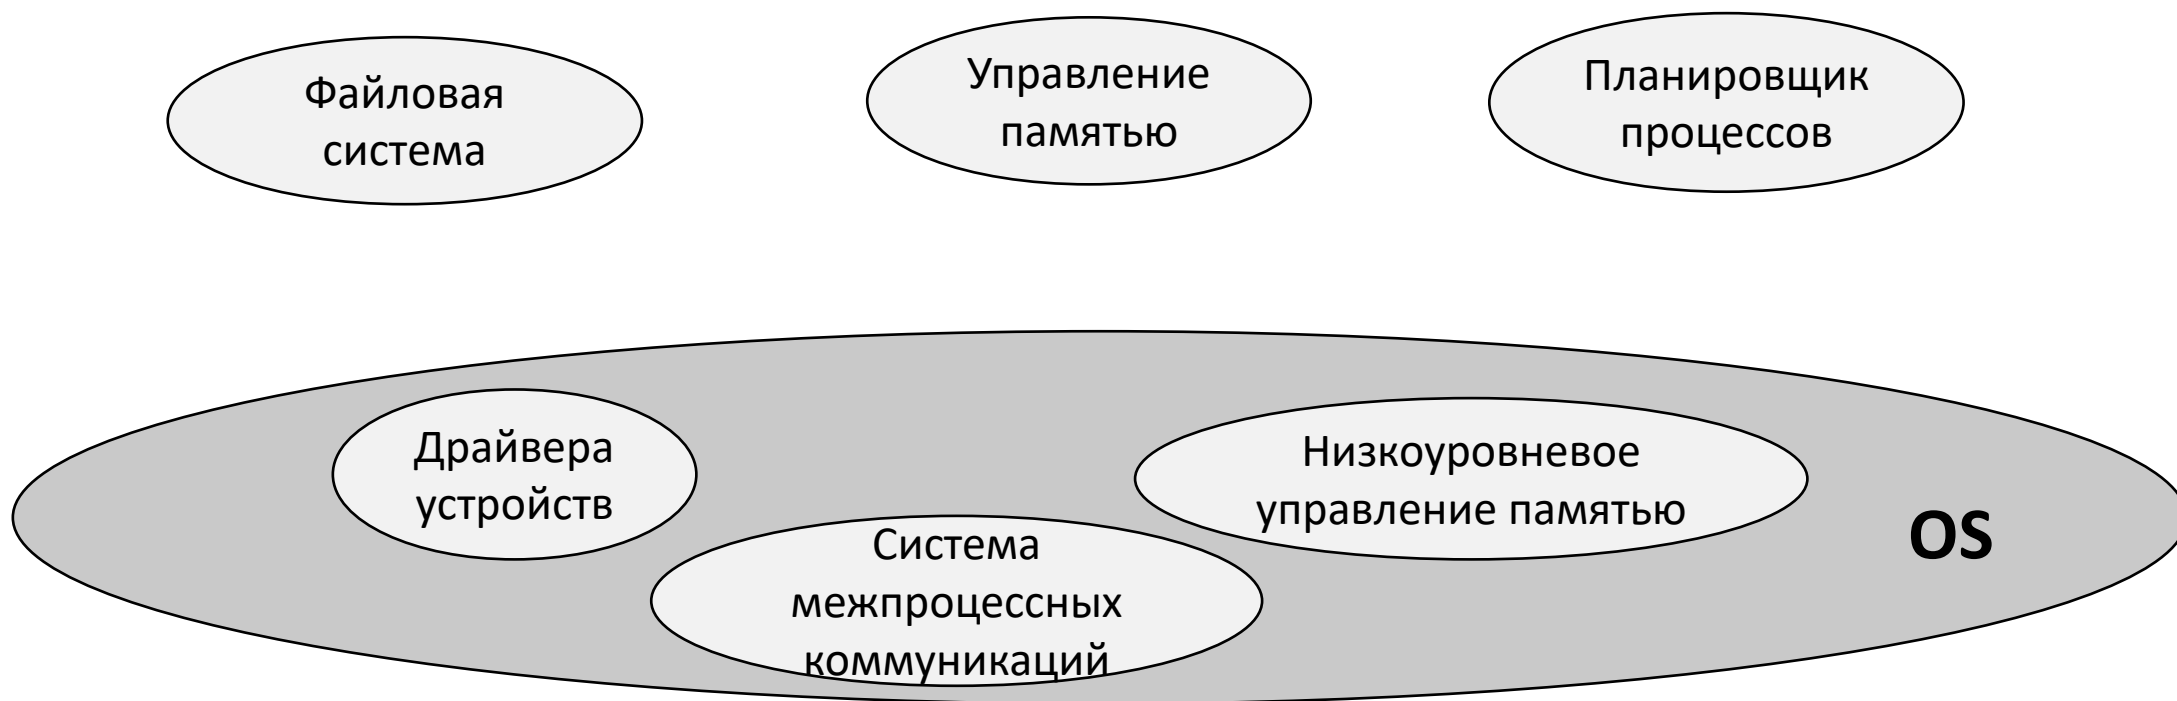 Файловая
система
Управление
памятью
Планировщик
процессов
Драйвера
устройств
Система
межпроцессных
коммуникаций
Низкоуровневое
управление памятью
OS